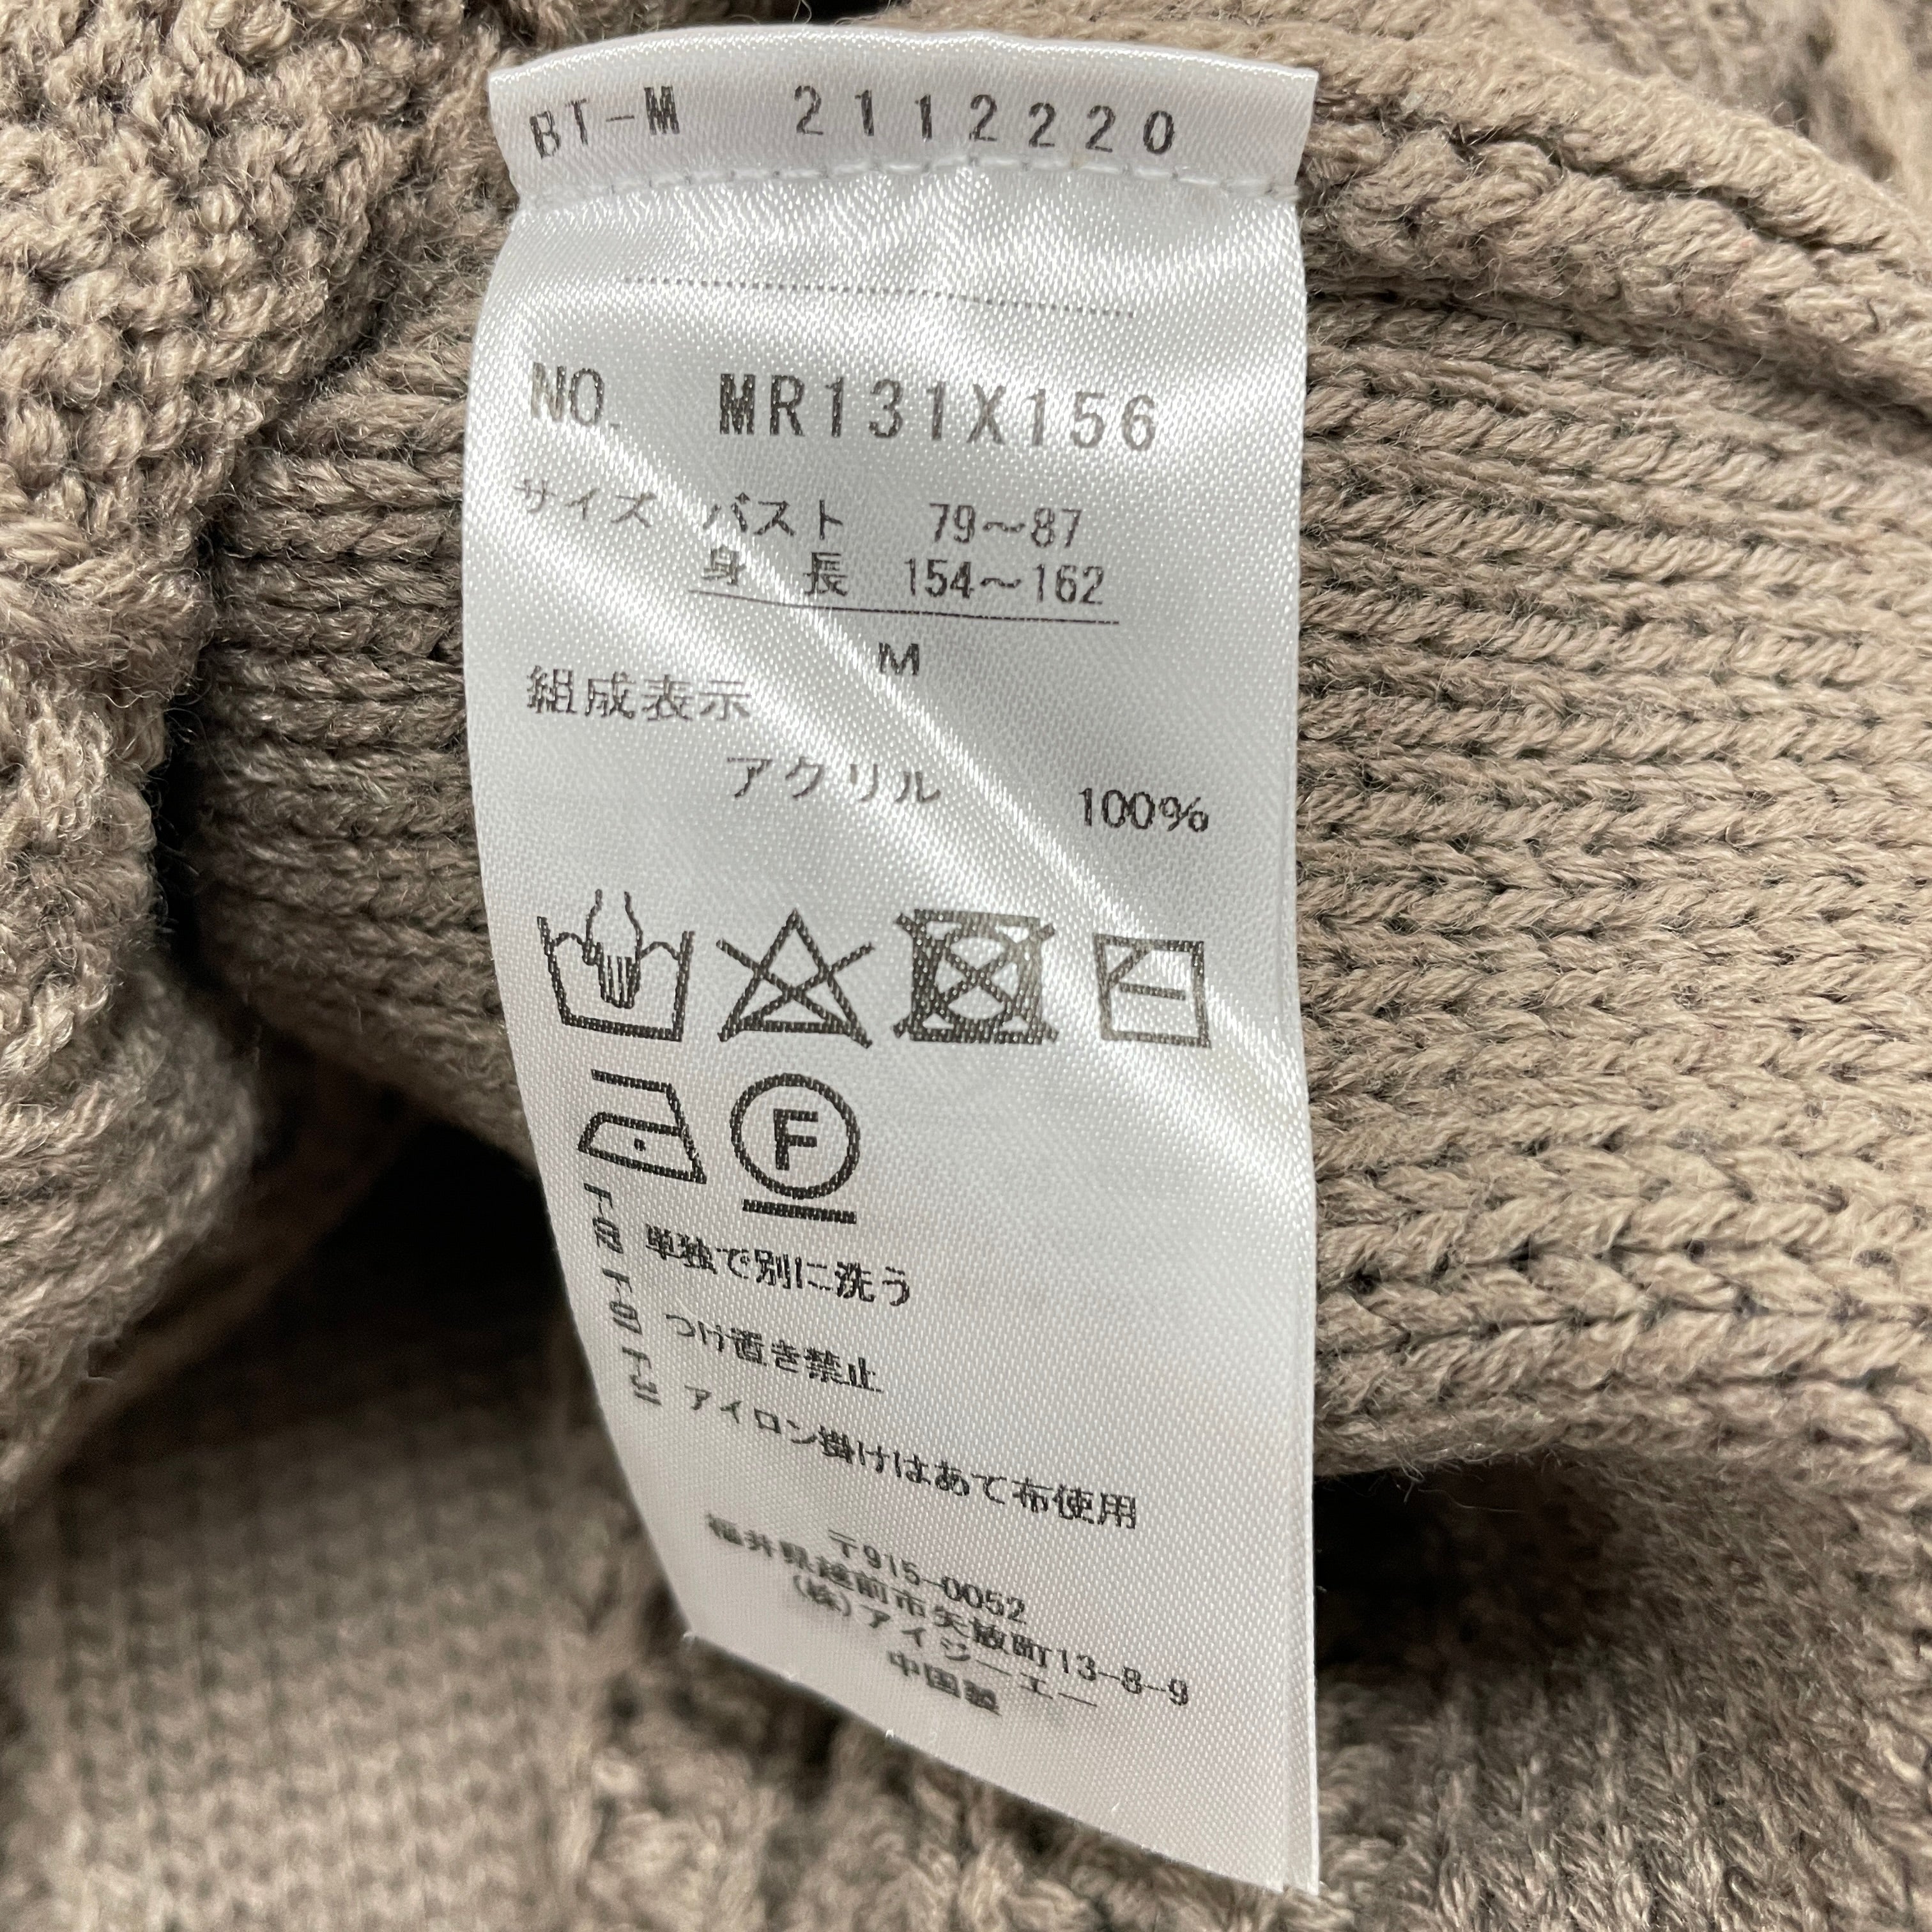 BT-M 2112220
NO. MR131X156
サイズ バスト 79～87
身 長 154～162
M
組成表示
アクリル 100%
F
単独で別に洗う
つけ置き禁止
アイロン掛けはあて布使用
〒915-0052
福井県越前市矢放町13-8-9
(株)アイジーエー
中国製